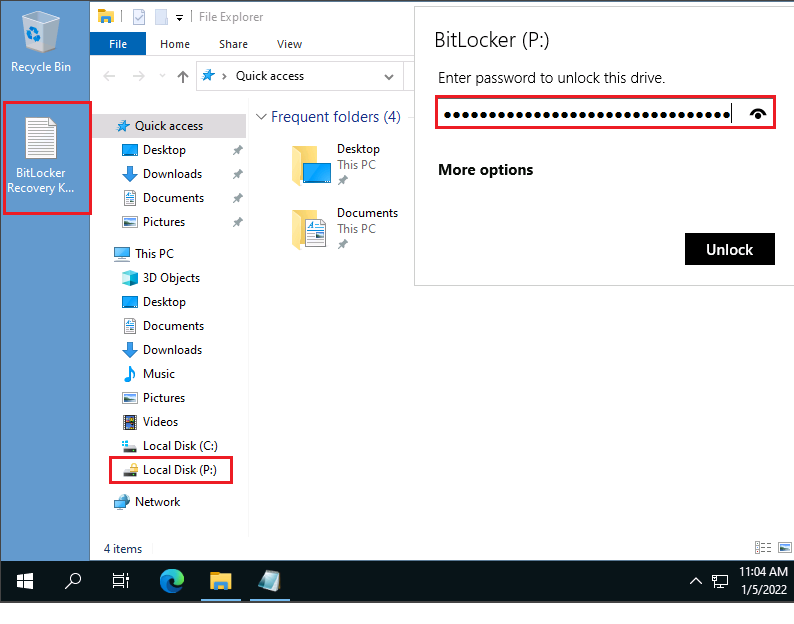 Recycle Bin
BitLocker
Recovery K...
File Explorer
File Home Share View
Quick access
Quick access
Desktop
Downloads
Documents
Pictures
This PC
3D Objects
Desktop
Documents
Downloads
Music
Pictures
Videos
Local Disk (C:)
Local Disk (P:)
Network
Frequent folders (4)
Desktop
This PC
Documents
This PC
4 items
BitLocker (P:)
Enter password to unlock this drive.
●●●●●●●●●●●●●●●●●●●●●●●●●●●●●●●●
More options
Unlock
11:04 AM
1/5/2022